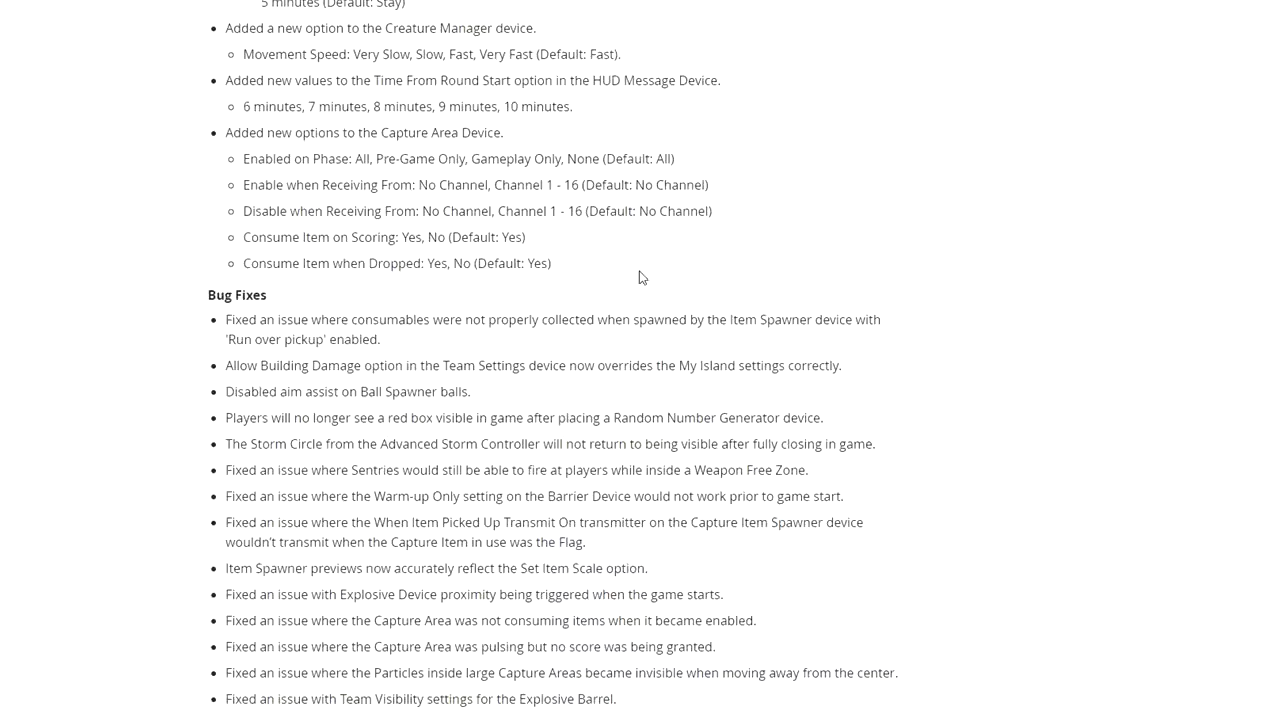 5 minutes (Default: Stay)
• Added a new option to the Creature Manager device.
○ Movement Speed: Very Slow, Slow, Fast, Very Fast (Default: Fast).
• Added new values to the Time From Round Start option in the HUD Message Device.
○ 6 minutes, 7 minutes, 8 minutes, 9 minutes, 10 minutes.
• Added new options to the Capture Area Device.
○ Enabled on Phase: All, Pre-Game Only, Gameplay Only, None (Default: All)
○ Enable when Receiving From: No Channel, Channel 1 - 16 (Default: No Channel)
○ Disable when Receiving From: No Channel, Channel 1 - 16 (Default: No Channel)
○ Consume Item on Scoring: Yes, No (Default: Yes)
○ Consume Item when Dropped: Yes, No (Default: Yes)
Bug Fixes
• Fixed an issue where consumables were not properly collected when spawned by the Item Spawner device with
'Run over pickup' enabled.
• Allow Building Damage option in the Team Settings device now overrides the My Island settings correctly.
• Disabled aim assist on Ball Spawner balls.
• Players will no longer see a red box visible in game after placing a Random Number Generator device.
• The Storm Circle from the Advanced Storm Controller will not return to being visible after fully closing in game.
• Fixed an issue where Sentries would still be able to fire at players while inside a Weapon Free Zone.
• Fixed an issue where the Warm-up Only setting on the Barrier Device would not work prior to game start.
• Fixed an issue where the When Item Picked Up Transmit On transmitter on the Capture Item Spawner device
wouldn't transmit when the Capture Item in use was the Flag.
• Item Spawner previews now accurately reflect the Set Item Scale option.
• Fixed an issue with Explosive Device proximity being triggered when the game starts.
• Fixed an issue where the Capture Area was not consuming items when it became enabled.
• Fixed an issue where the Capture Area was pulsing but no score was being granted.
• Fixed an issue where the Particles inside large Capture Areas became invisible when moving away from the center.
• Fixed an issue with Team Visibility settings for the Explosive Barrel.